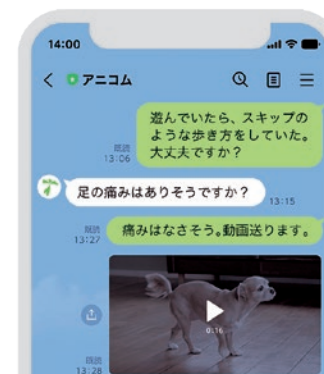 14:00
アニコム
遊んでいたら、スキップの
ような歩き方をしていた。
大丈夫ですか？
既読
13:06
足の痛みはありそうですか？
13:15
痛みはなさそう。動画送ります。
既読
13:27
0:16
既読
13:28